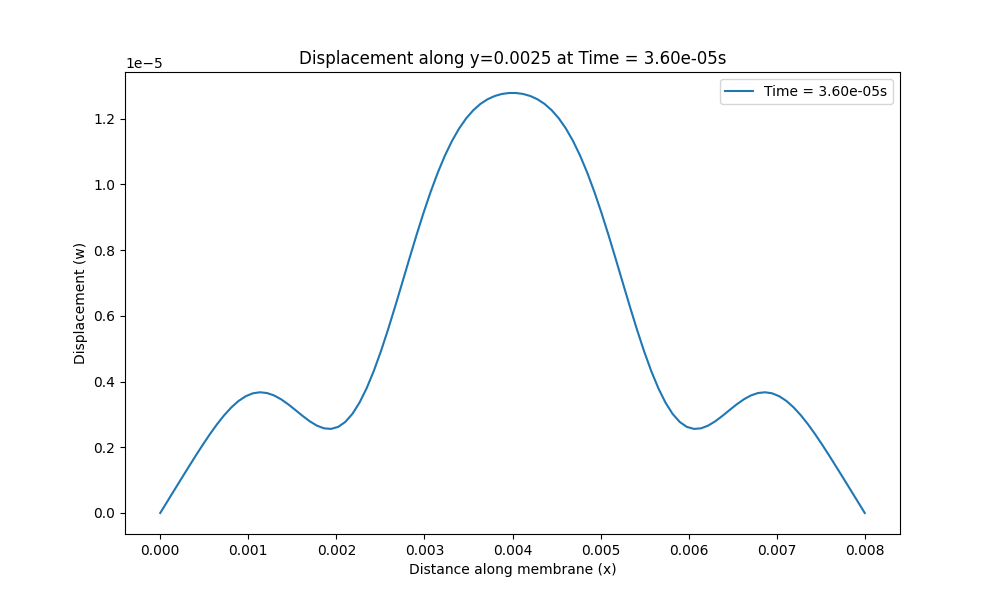 Displacement along y=0.0025 at Time = 3.60e-05s
1e−5
Time = 3.60e-05s
1.2
1.0
0.8
0.6
0.4
0.2
0.0
Displacement (w)
0.000 0.001 0.002 0.003 0.004 0.005 0.006 0.007 0.008
Distance along membrane (x)